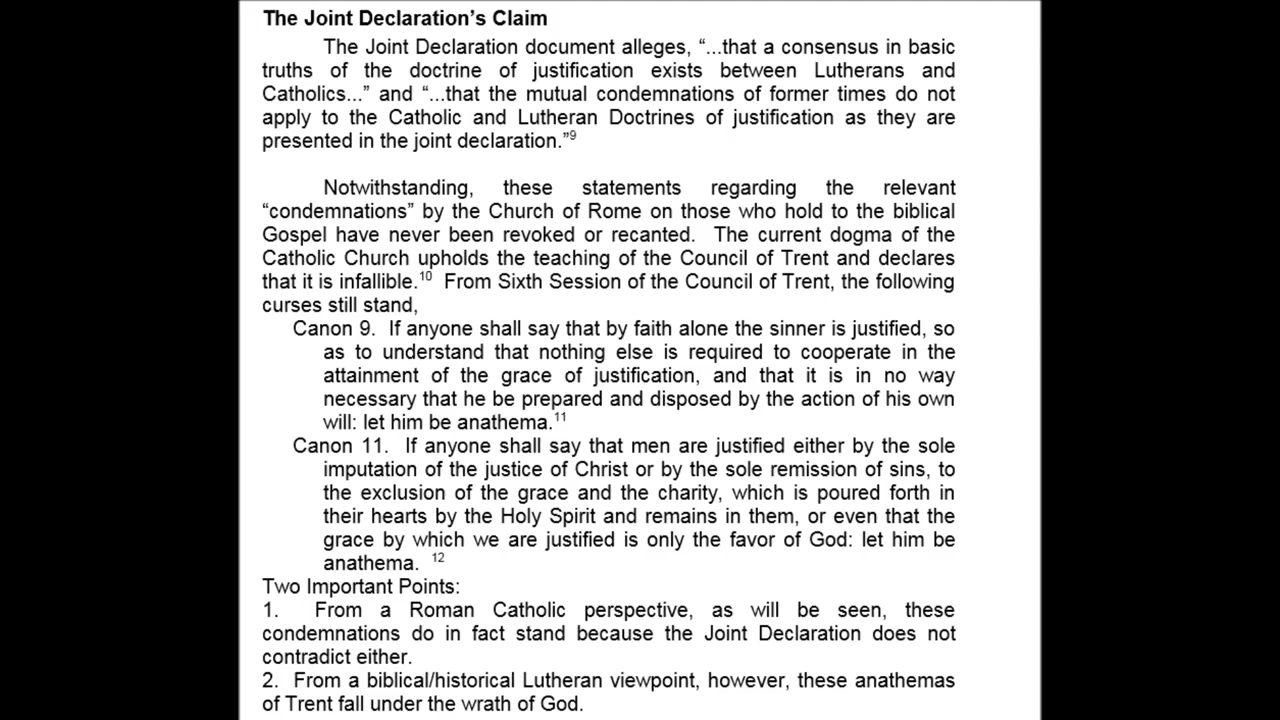 The Joint Declaration’s Claim
The Joint Declaration document alleges, “...that a consensus in basic
truths of the doctrine of justification exists between Lutherans and
Catholics...” and “...that the mutual condemnations of former times do not
apply to the Catholic and Lutheran Doctrines of justification as they are
presented in the joint declaration.”9
Notwithstanding, these statements regarding the relevant
“condemnations” by the Church of Rome on those who hold to the biblical
Gospel have never been revoked or recanted. The current dogma of the
Catholic Church upholds the teaching of the Council of Trent and declares
that it is infallible.10 From Sixth Session of the Council of Trent, the following
curses still stand,
Canon 9. If anyone shall say that by faith alone the sinner is justified, so
as to understand that nothing else is required to cooperate in the
attainment of the grace of justification, and that it is in no way
necessary that he be prepared and disposed by the action of his own
will: let him be anathema.11
Canon 11. If anyone shall say that men are justified either by the sole
imputation of the justice of Christ or by the sole remission of sins, to
the exclusion of the grace and the charity, which is poured forth in
their hearts by the Holy Spirit and remains in them, or even that the
grace by which we are justified is only the favor of God: let him be
anathema. 12
Two Important Points:
1. From a Roman Catholic perspective, as will be seen, these
condemnations do in fact stand because the Joint Declaration does not
contradict either.
2. From a biblical/historical Lutheran viewpoint, however, these anathemas
of Trent fall under the wrath of God.